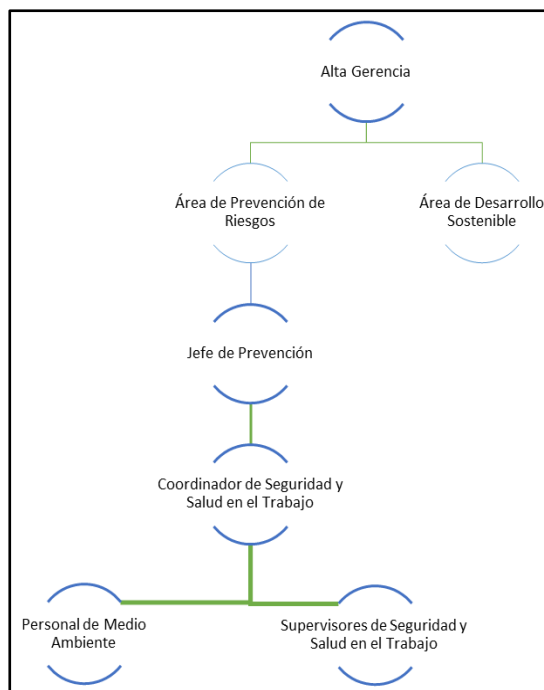 Alta Gerencia
Área de Prevención de
Riesgos
Área de Desarrollo
Sostenible
Jefe de Prevención
Coordinador de Seguridad y
Salud en el Trabajo
Personal de Medio
Ambiente
Supervisores de Seguridad y
Salud en el Trabajo